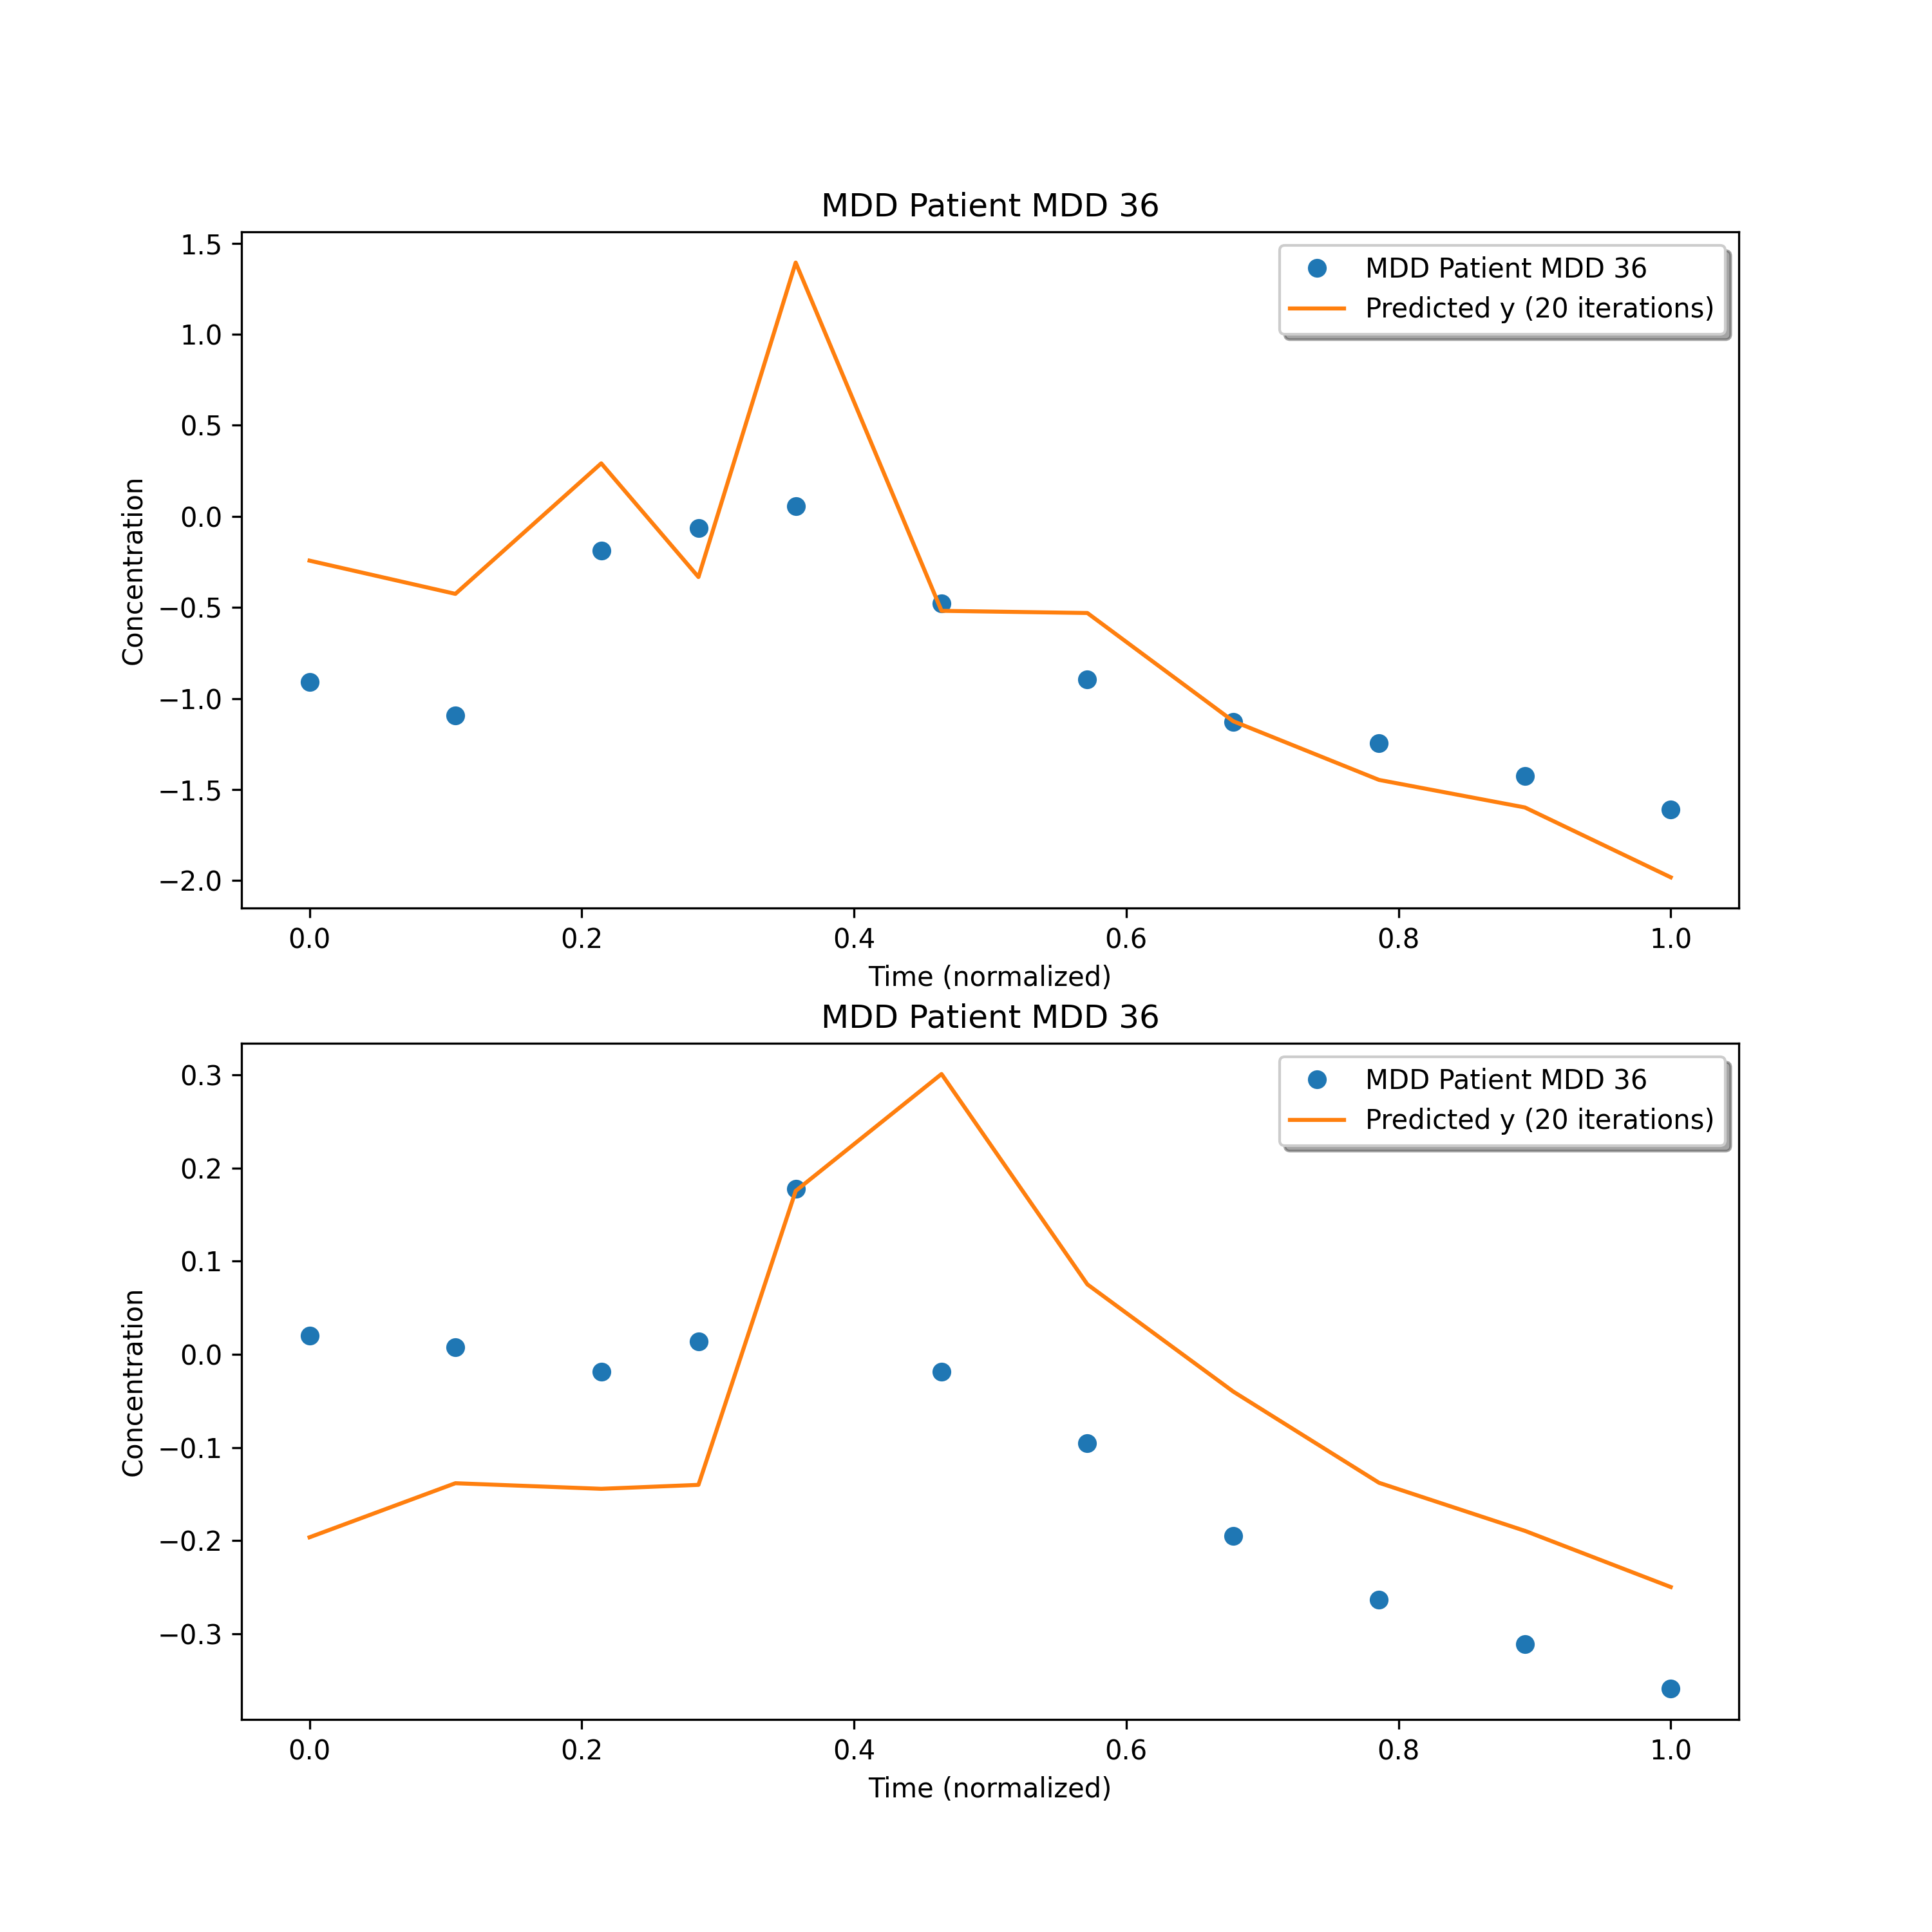 MDD Patient MDD 36
1.5
1.0
0.5
0.0
−0.5
−1.0
−1.5
−2.0
Concentration
MDD Patient MDD 36
Predicted y (20 iterations)
0.0 0.2 0.4 0.6 0.8 1.0
Time (normalized)
MDD Patient MDD 36
0.3
0.2
0.1
0.0
−0.1
−0.2
−0.3
Concentration
MDD Patient MDD 36
Predicted y (20 iterations)
0.0 0.2 0.4 0.6 0.8 1.0
Time (normalized)